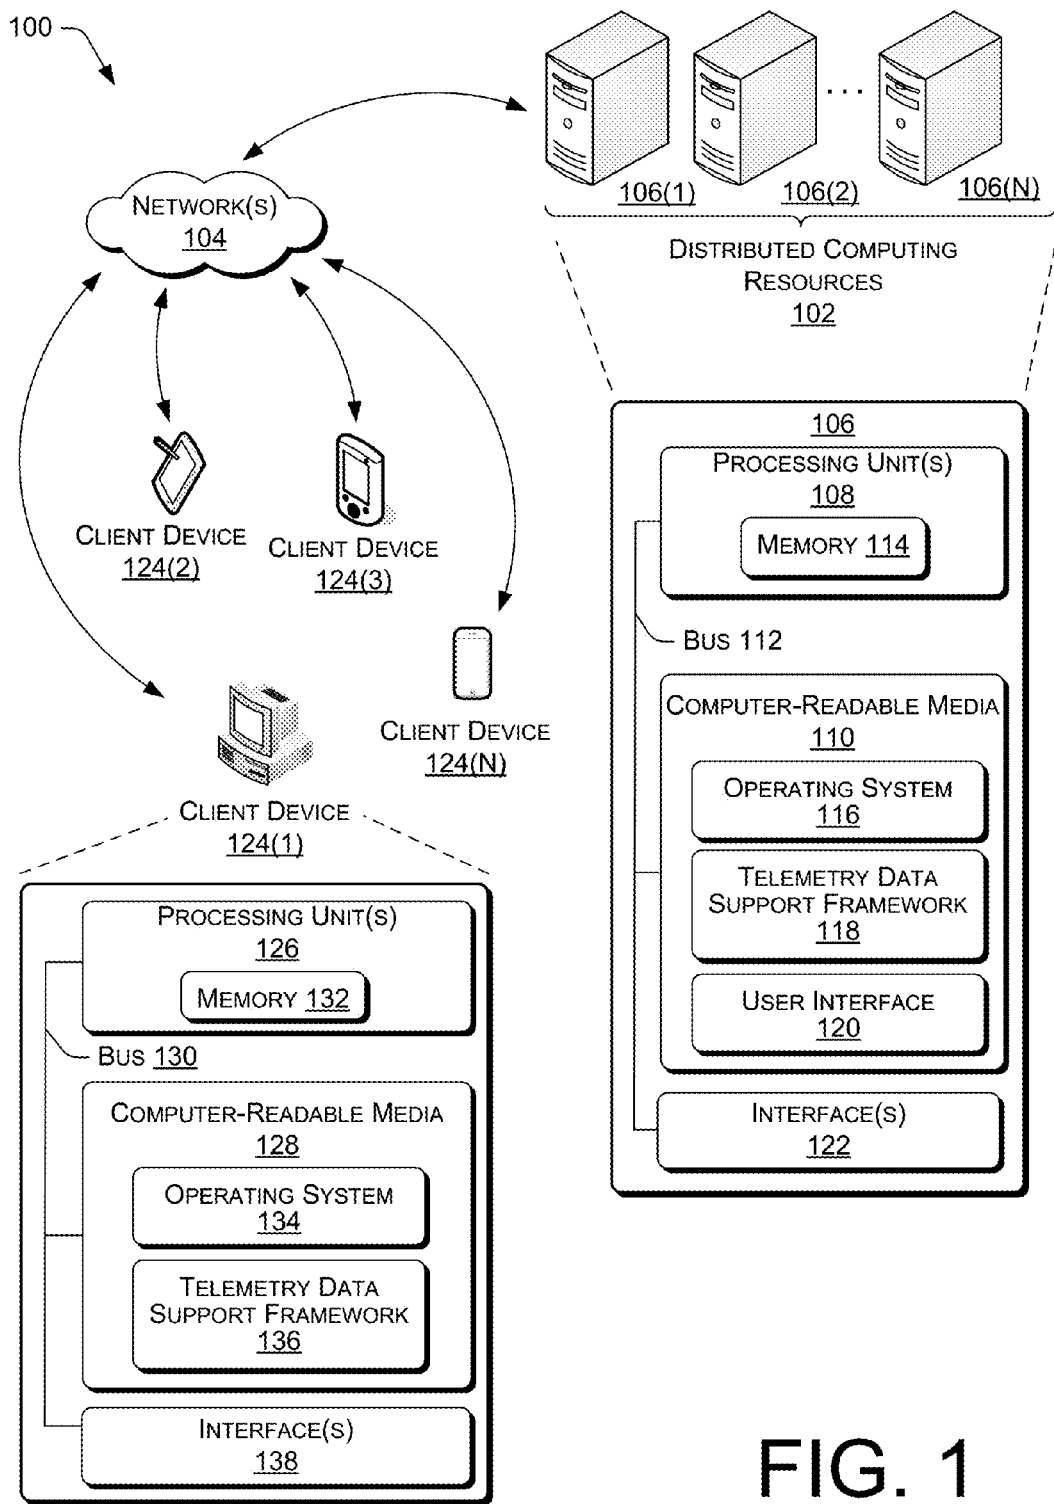 100
106(1)
106(2)
...
106(N)
NETWORK(S)
104
DISTRIBUTED COMPUTING
RESOURCES
102
CLIENT DEVICE
124(2)
CLIENT DEVICE
124(3)
CLIENT DEVICE
124(N)
CLIENT DEVICE
124(1)
106
PROCESSING UNIT(S)
108
MEMORY 114
BUS 112
COMPUTER-READABLE MEDIA
110
OPERATING SYSTEM
116
TELEMETRY DATA
SUPPORT FRAMEWORK
118
USER INTERFACE
120
INTERFACE(S)
122
PROCESSING UNIT(S)
126
MEMORY 132
BUS 130
COMPUTER-READABLE MEDIA
128
OPERATING SYSTEM
134
TELEMETRY DATA
SUPPORT FRAMEWORK
136
INTERFACE(S)
138
FIG. 1